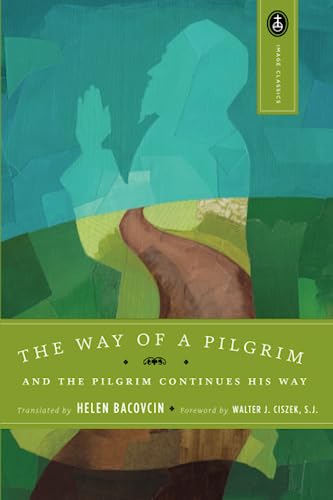 IMAGE CLASSICS
THE WAY OF A PILGRIM
AND THE PILGRIM CONTINUES HIS WAY
Translated by HELEN BACOVCIN Foreword by WALTER J. CISZEK, S.J.